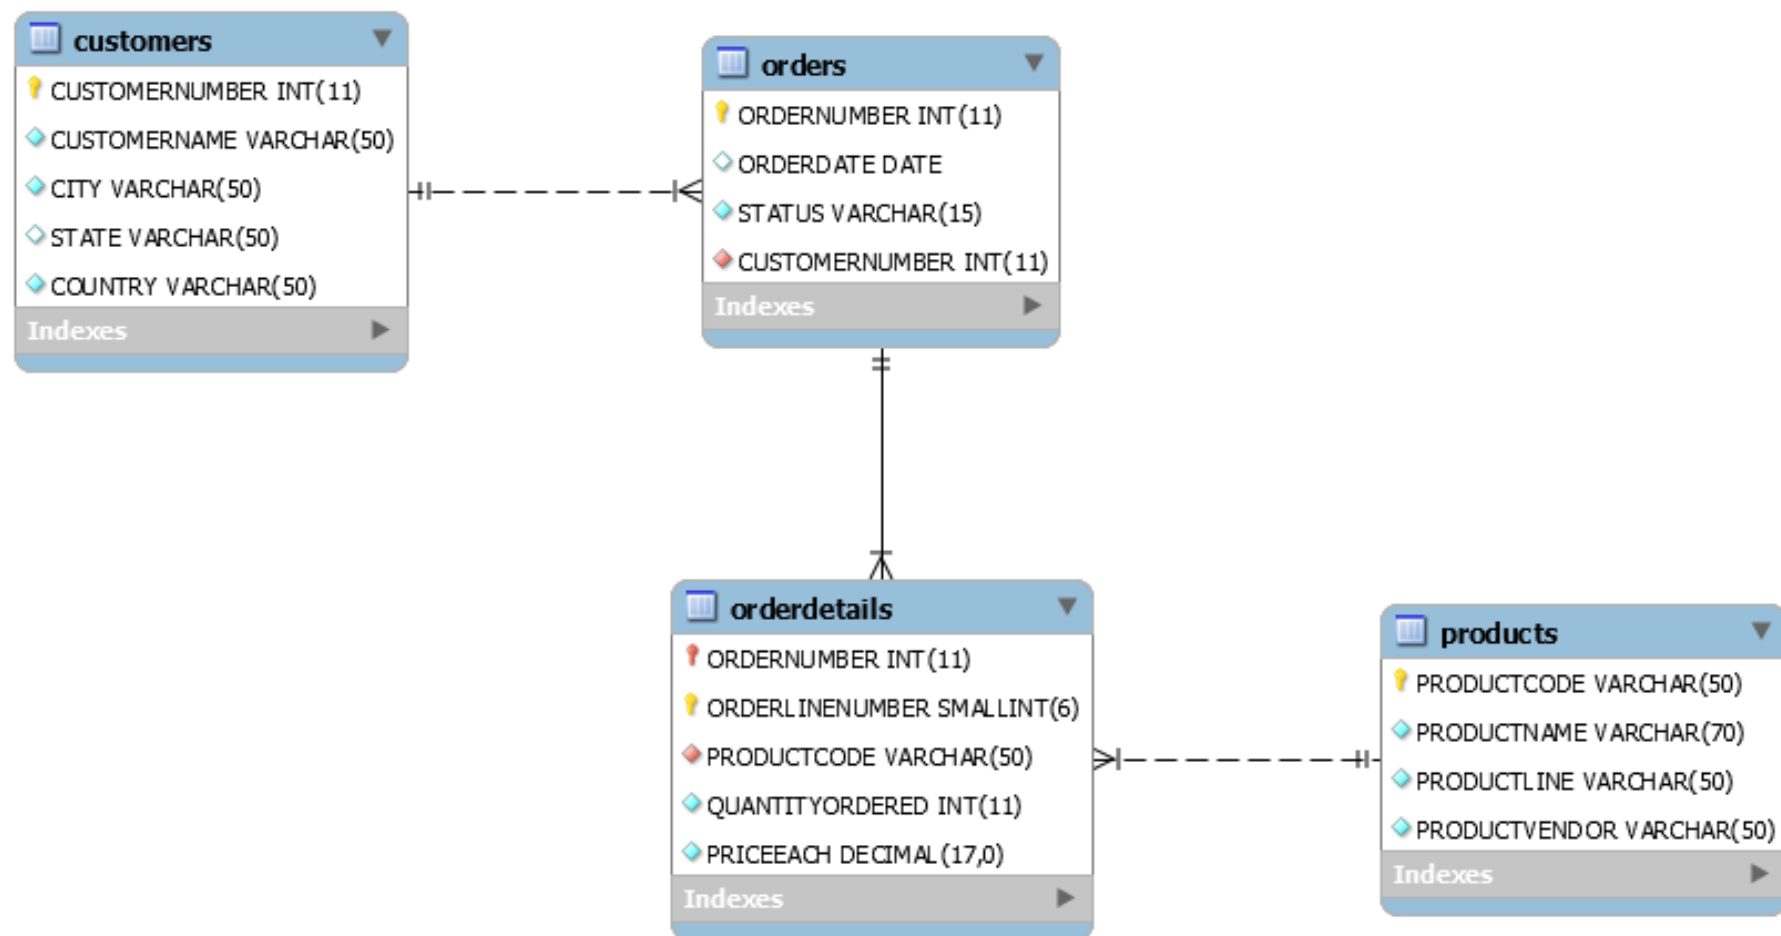 customers
CUSTOMERNUMBER INT(11)
CUSTOMERNAME VARCHAR(50)
CITY VARCHAR(50)
STATE VARCHAR(50)
COUNTRY VARCHAR(50)
Indexes
orders
ORDERNUMBER INT(11)
ORDERDATE DATE
STATUS VARCHAR(15)
CUSTOMERNUMBER INT(11)
Indexes
orderdetails
ORDERNUMBER INT(11)
ORDERLINENUMBER SMALLINT(6)
PRODUCTCODE VARCHAR(50)
QUANTITYORDERED INT(11)
PRICEEACH DECIMAL(17,0)
Indexes
products
PRODUCTCODE VARCHAR(50)
PRODUCTNAME VARCHAR(70)
PRODUCTLINE VARCHAR(50)
PRODUCTVENDOR VARCHAR(50)
Indexes